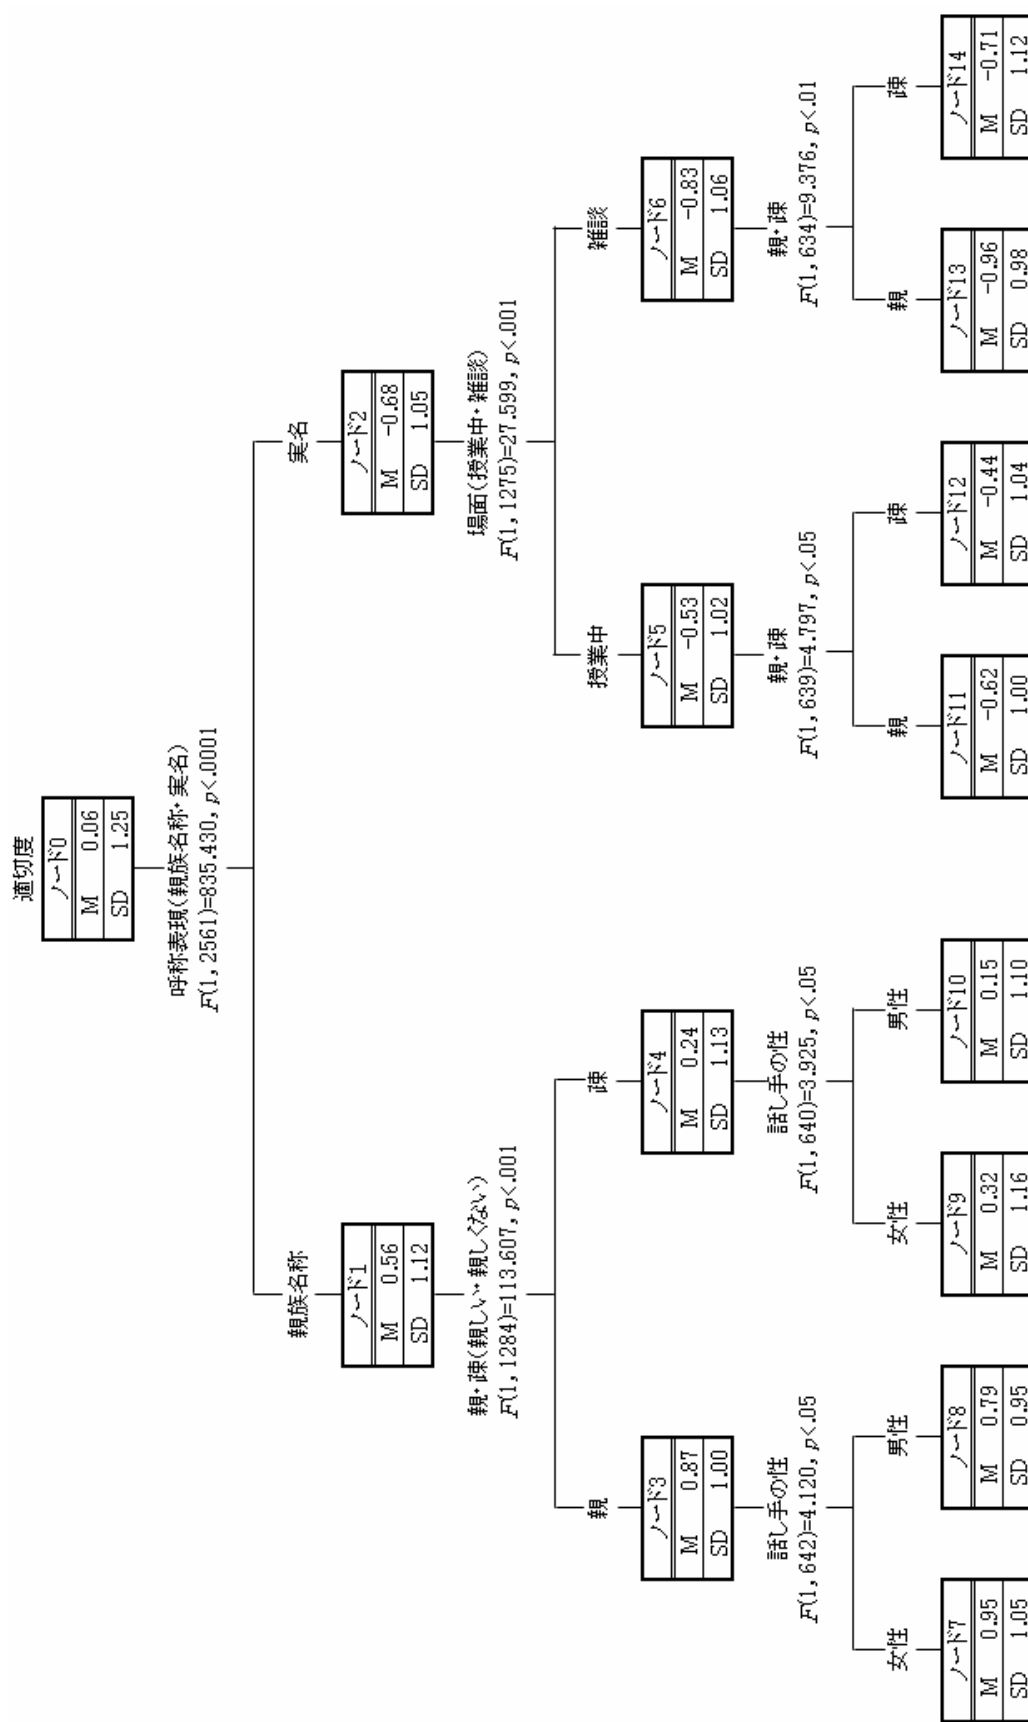 適切度
ノード0
M 0.06
SD 1.25
呼称表現(親族名称・実名)
F(1,2561)=835.430, p<.0001
親族名称
実名
ノード1
M 0.56
SD 1.12
ノード2
M -0.68
SD 1.05
親・疎(親しい・親しくない)
F(1,1284)=113.607, p<.001
場面(授業中・雑談)
F(1,1275)=27.599, p<.001
親
疎
授業中
雑談
ノード3
M 0.87
SD 1.00
ノード4
M 0.24
SD 1.13
ノード5
M -0.53
SD 1.02
ノード6
M -0.83
SD 1.06
話し手の性
F(1,642)=4.120, p<.05
話し手の性
F(1,640)=3.925, p<.05
親・疎
F(1,639)=4.797, p<.05
親・疎
F(1,634)=9.376, p<.01
女性
男性
女性
男性
親
疎
親
疎
ノード7
M 0.95
SD 1.05
ノード8
M 0.79
SD 0.95
ノード9
M 0.32
SD 1.16
ノード10
M 0.15
SD 1.10
ノード11
M -0.62
SD 1.00
ノード12
M -0.44
SD 1.04
ノード13
M -0.96
SD 0.98
ノード14
M -0.71
SD 1.12